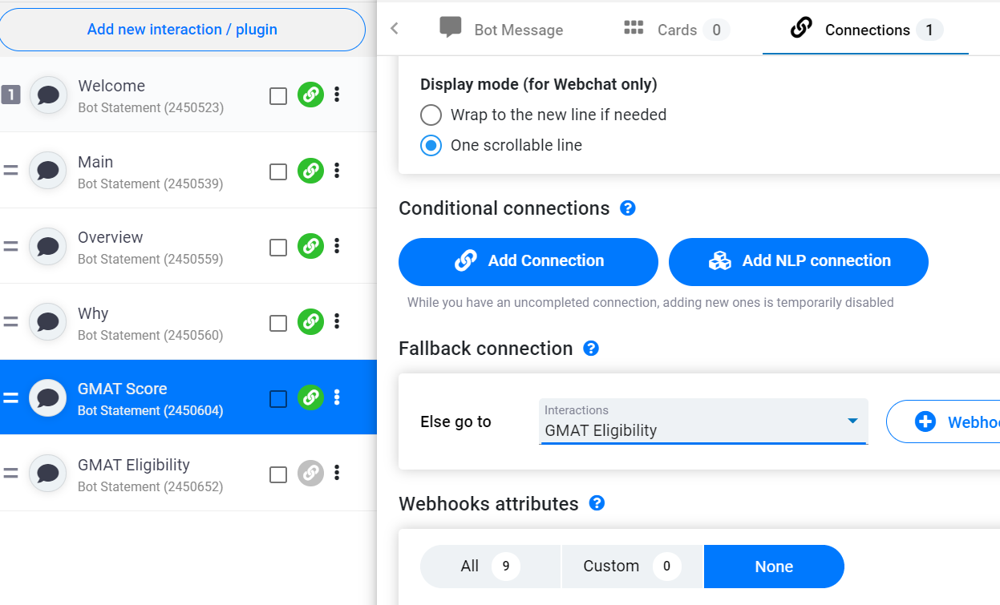 Add new interaction / plugin
1
Welcome
Bot Statement (2450523)
Main
Bot Statement (2450539)
Overview
Bot Statement (2450559)
Why
Bot Statement (2450560)
GMAT Score
Bot Statement (2450604)
GMAT Eligibility
Bot Statement (2450652)
Bot Message
Cards 0
Connections 1
Display mode (for Webchat only)
Wrap to the new line if needed
One scrollable line
Conditional connections ?
Add Connection
Add NLP connection
While you have an uncompleted connection, adding new ones is temporarily disabled
Fallback connection ?
Else go to
Interactions
GMAT Eligibility
Webhoo
Webhooks attributes ?
All 9
Custom 0
None